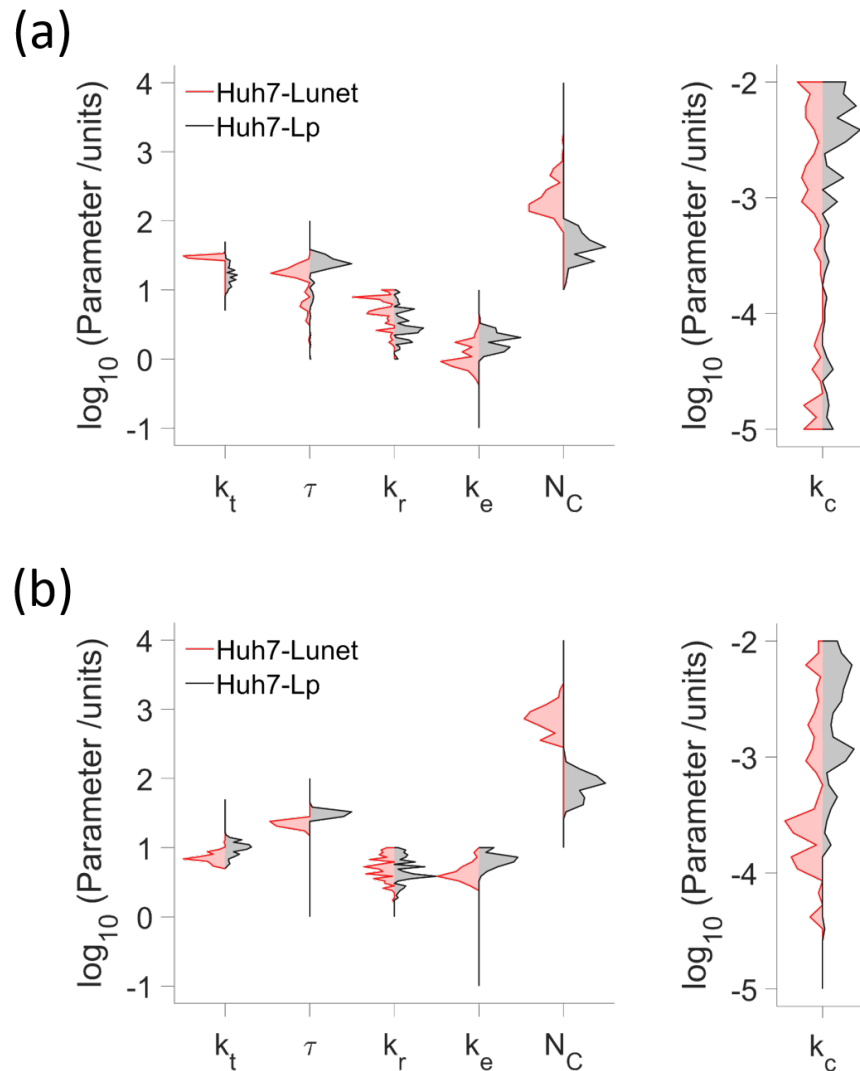 (a)
log10 (Parameter /units)
4
3
2
1
0
-1
Huh7-Lunet
Huh7-Lp
kt τ kr ke NC
log10 (Parameter /units)
-2
-3
-4
-5
kc
(b)
log10 (Parameter /units)
4
3
2
1
0
-1
Huh7-Lunet
Huh7-Lp
kt τ kr ke NC
log10 (Parameter /units)
-2
-3
-4
-5
kc